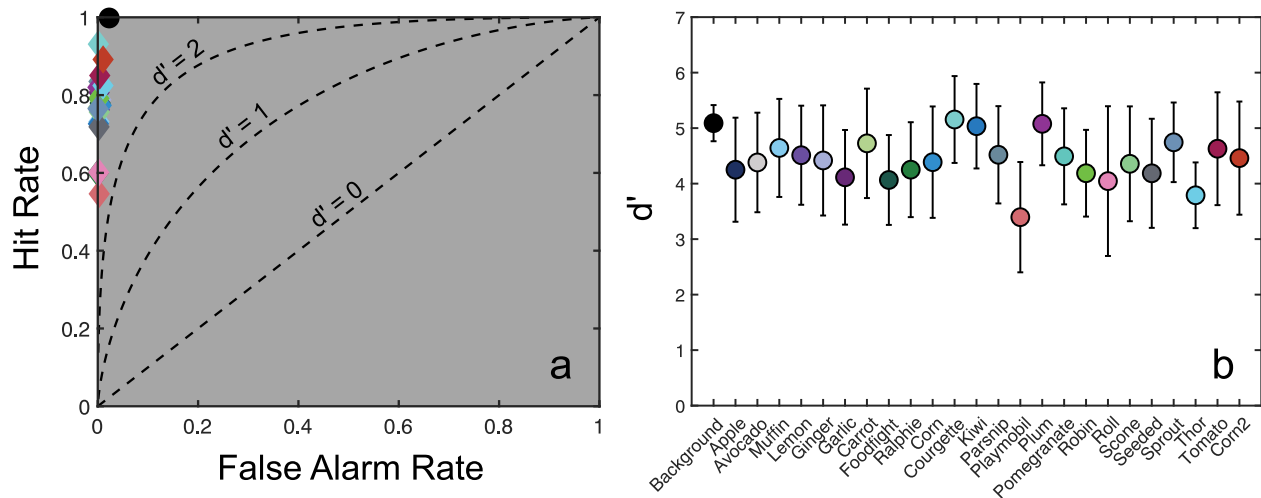 1
0.8
0.6
0.4
0.2
0
0
0.2
0.4
0.6
0.8
1
Hit Rate
False Alarm Rate
d' = 2
d' = 1
d' = 0
a
7
6
5
4
3
2
1
0
d'
b
Background
Apple
Avocado
Muffin
Lemon
Ginger
Garlic
Carrot
Foodfight
Ralphie
Corn
Courgette
Kiwi
Parsnip
Playmobil
Plum
Pomegranate
Robin
Roll
Scone
Seeded
Sprout
Thor
Tomato
Corn2